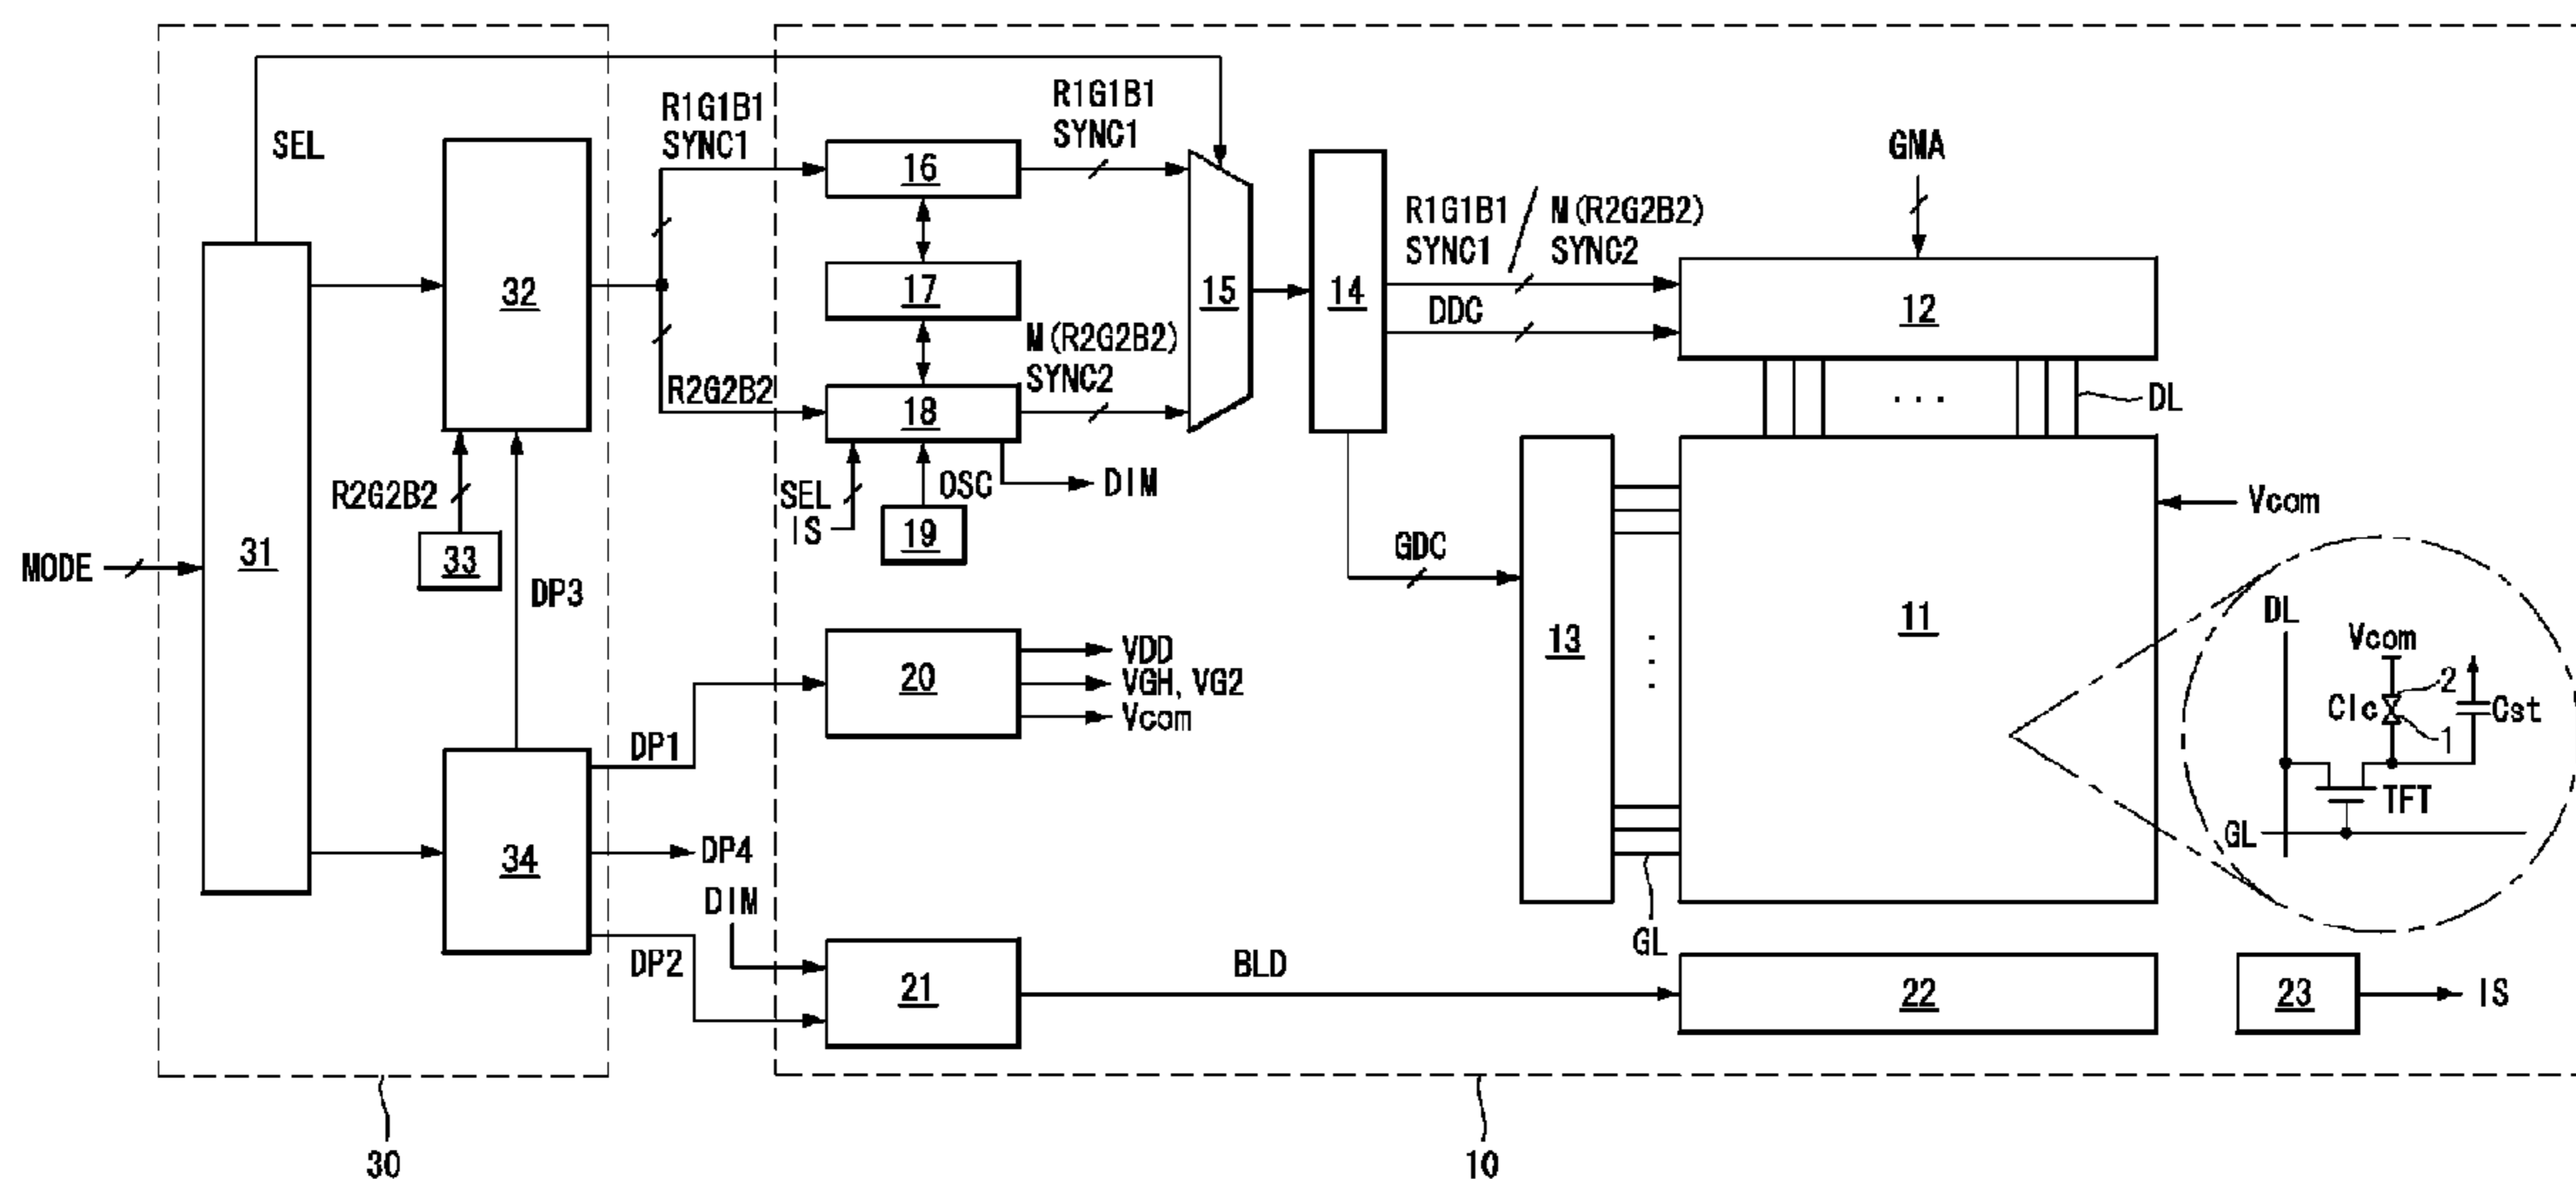 SEL
R1G1B1
SYNC1
R1G1B1
SYNC1
GMA
16
32
17
15
14
R1G1B1 / M(R2G2B2)
SYNC1 SYNC2
DDC
12
M(R2G2B2)
SYNC2
R2G2B2
18
DL
R2G2B2
SEL
IS
OSC
DIM
19
Vcom
MODE
31
33
DP3
GDC
13
11
DL
Vcom
2
Clc
1
Cst
TFT
GL
20
VDD
VGH, VG2
Vcom
DP1
34
DP4
DIM
DP2
21
BLD
GL
22
23
IS
30
10